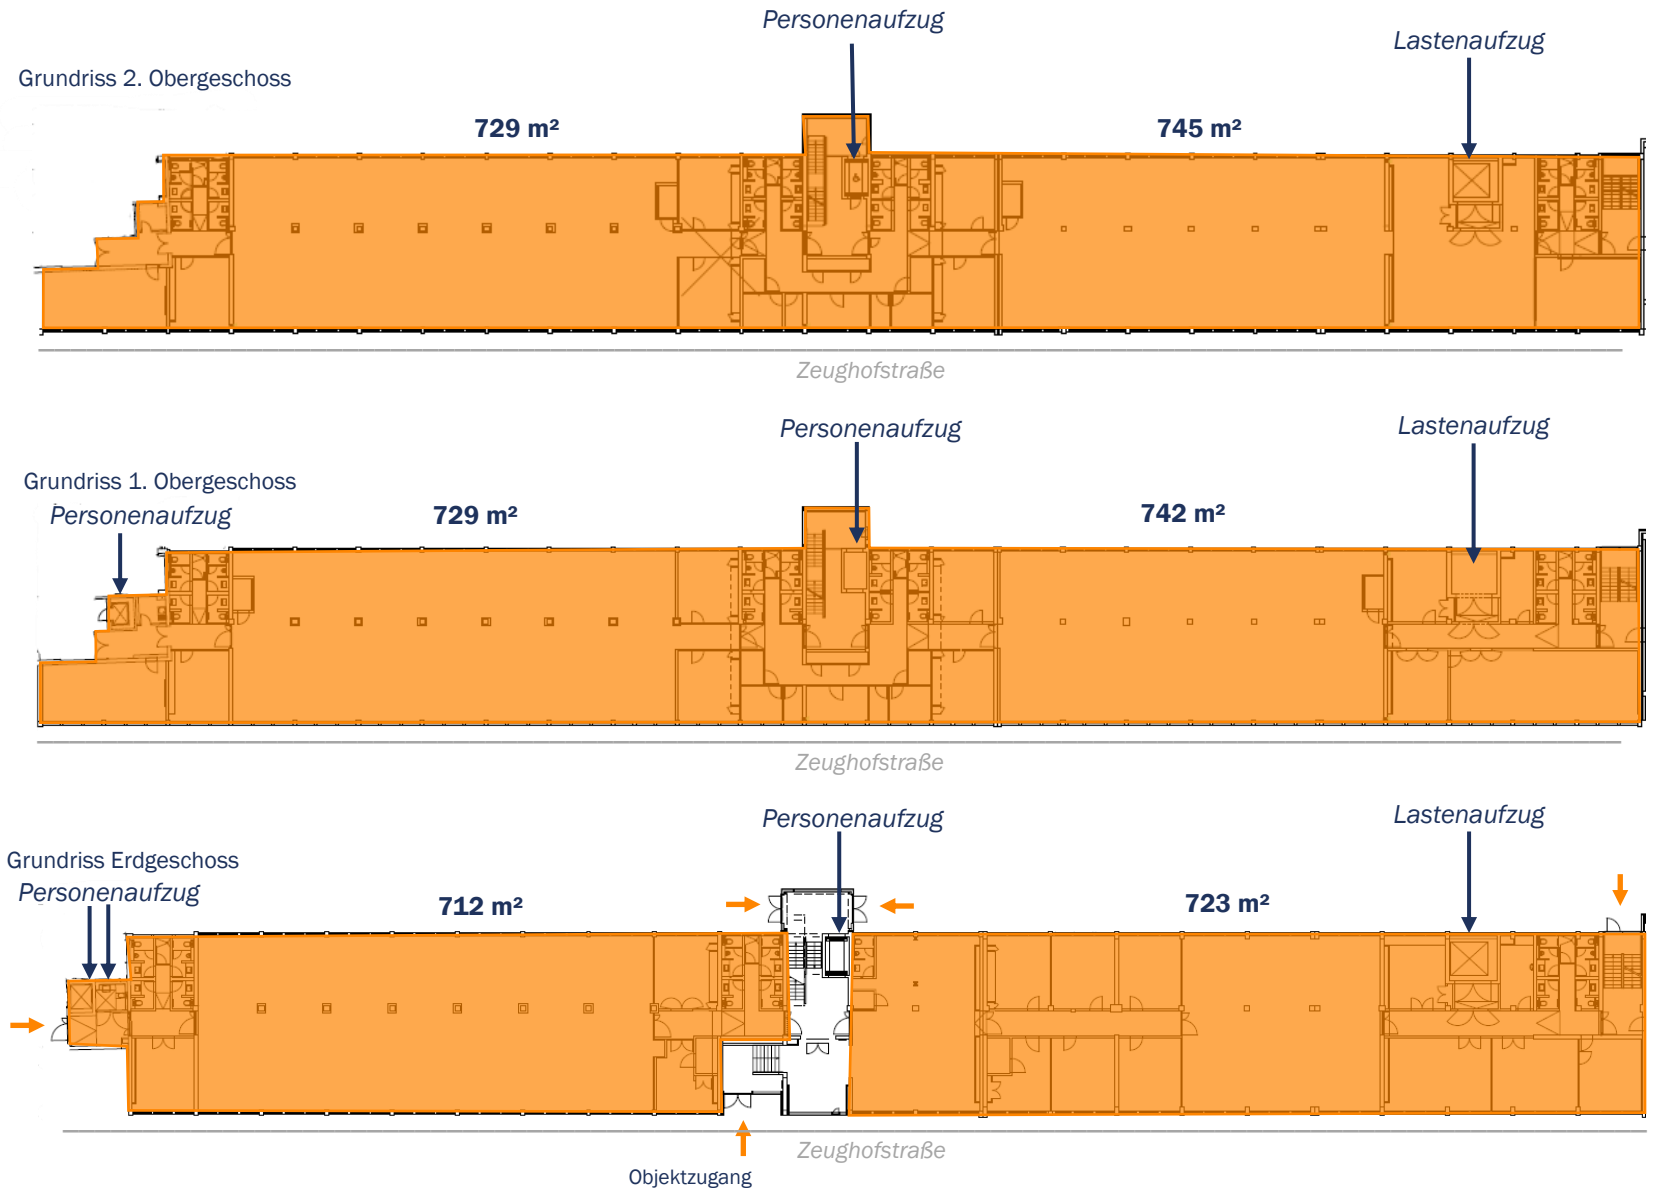 Personenaufzug
Lastenaufzug
Grundriss 2. Obergeschoss
729 m²
745 m²
Zeughofstraße
Personenaufzug
Lastenaufzug
Grundriss 1. Obergeschoss
Personenaufzug
729 m²
742 m²
Zeughofstraße
Personenaufzug
Lastenaufzug
Grundriss Erdgeschoss
Personenaufzug
712 m²
723 m²
Zeughofstraße
Objektzugang